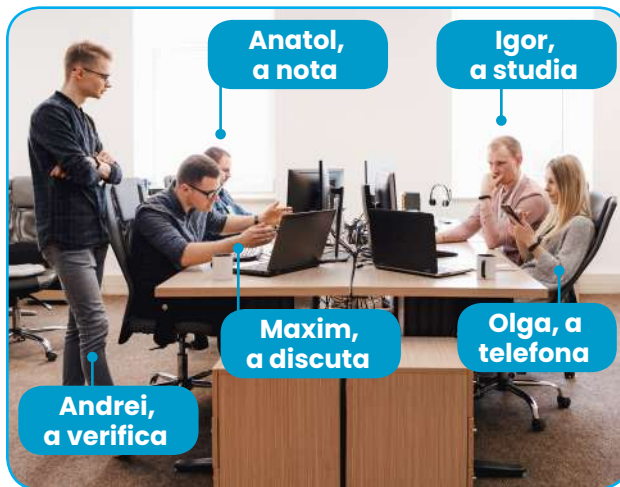 Anatol,
a nota
Igor,
a studia
Maxim,
a discuta
Olga, a
telefona
Andrei,
a verifica